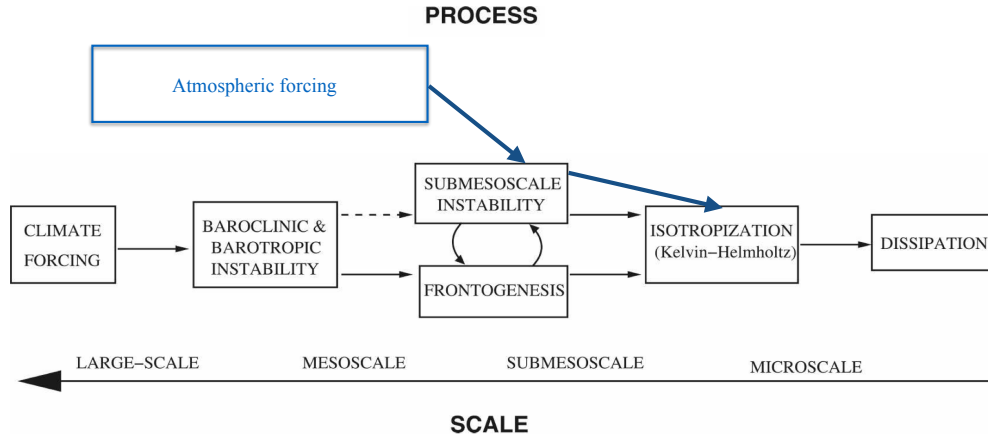 PROCESS
Atmospheric forcing
SUBMESOSCALE
INSTABILITY
CLIMATE
FORCING
BAROCLINIC &
BAROTROPIC
INSTABILITY
FRONTOGENESIS
ISOTROPIZATION
(Kelvin−Helmholtz)
DISSIPATION
LARGE−SCALE
MESOSCALE
SUBMESOSCALE
MICROSCALE
SCALE